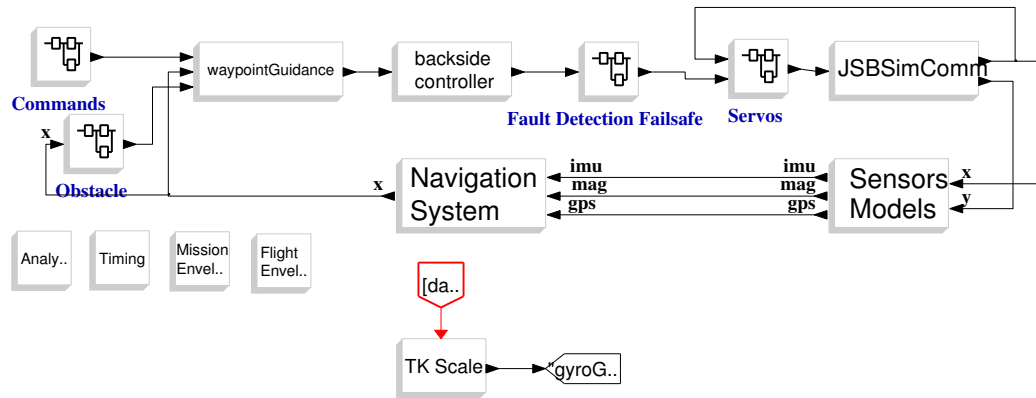 Commands
waypointGuidance
backside
controller
Fault Detection Failsafe
Servos
JSBSimComm
x
Obstacle
x
Navigation
System
imu
mag
gps
imu
mag
gps
Sensors
Models
x
y
Analy..
Timing
Mission
Envel..
Flight
Envel..
[da..
TK Scale
"gyroG..